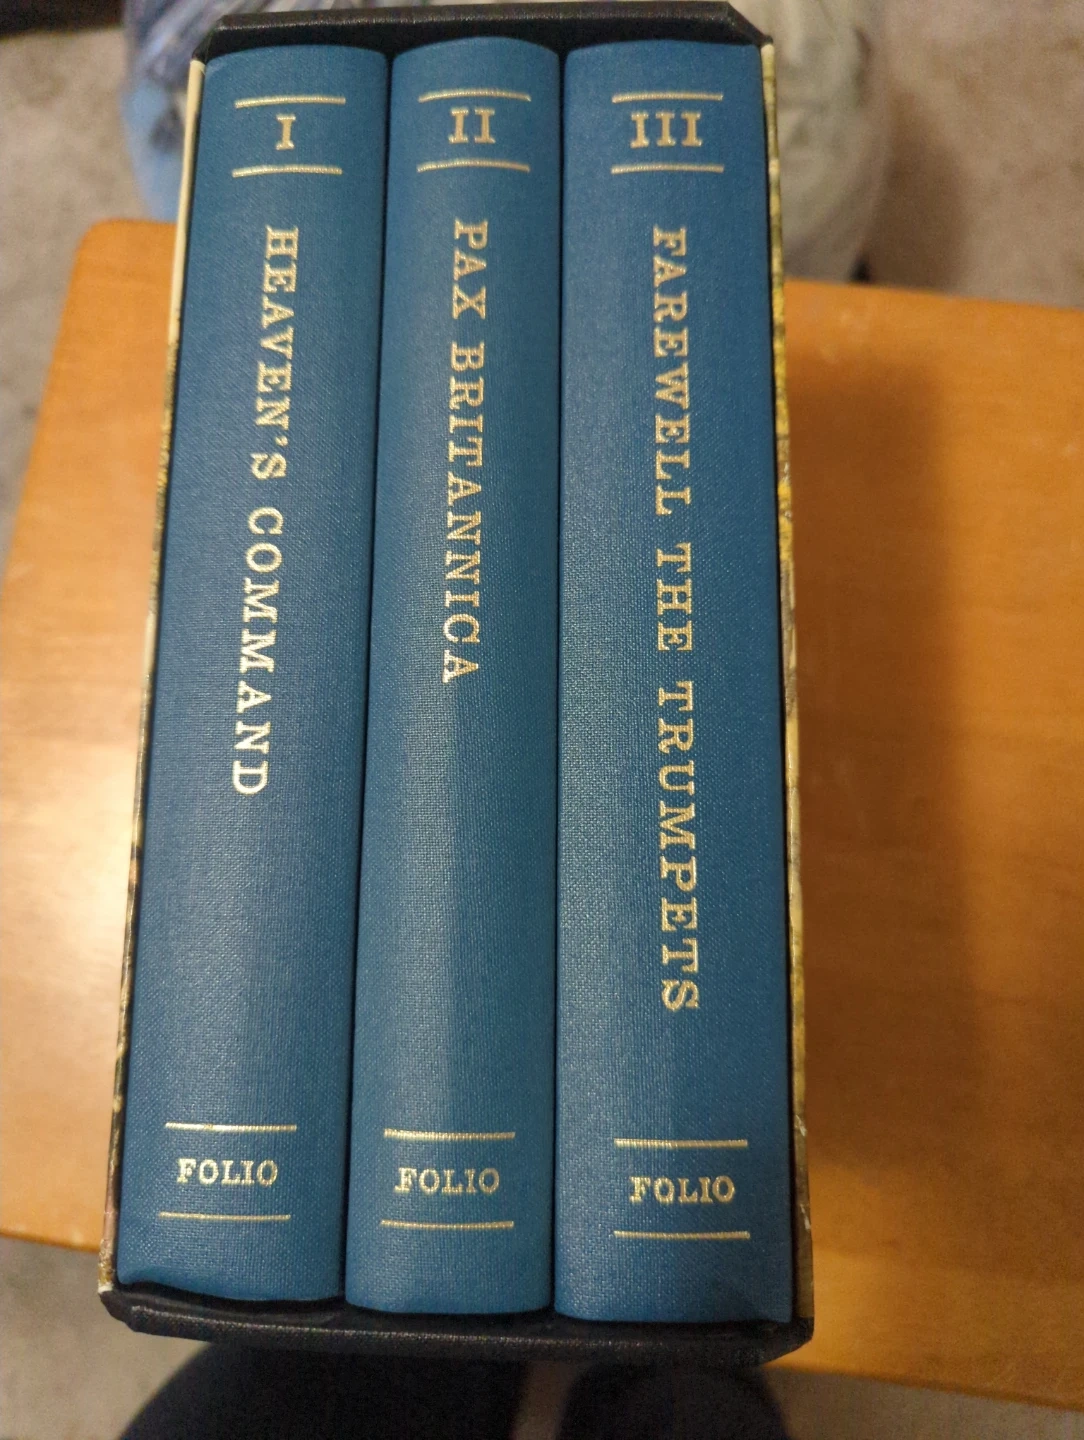 I
HEAVEN'S COMMAND
FOLIO
II
PAX BRITANNICA
FOLIO
III
FAREWELL THE TRUMPETS
FOLIO